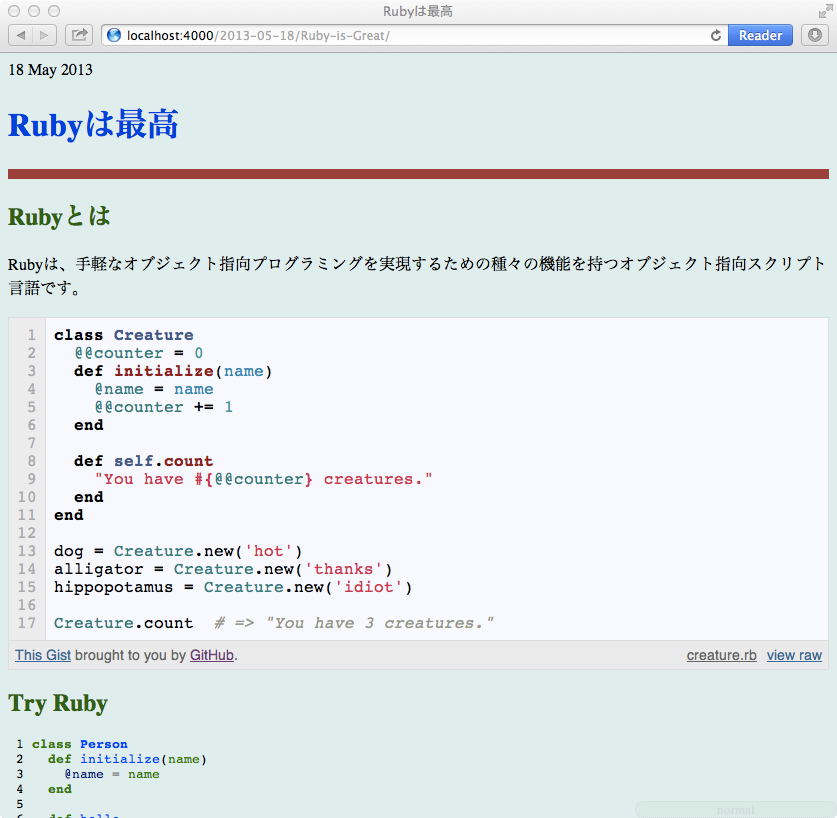 Rubyは最高
localhost:4000/2013-05-18/Ruby-is-Great/
Reader
18 May 2013
Rubyは最高
Rubyとは
Rubyは、手軽なオブジェクト指向プログラミングを実現するための種々の機能を持つオブジェクト指向スクリプト
言語です。
1 class Creature
2   @@counter = 0
3   def initialize(name)
4     @name = name
5     @@counter += 1
6   end
7
8   def self.count
9     "You have #{@@counter} creatures."
10   end
11 end
12
13 dog = Creature.new('hot')
14 alligator = Creature.new('thanks')
15 hippopotamus = Creature.new('idiot')
16
17 Creature.count  # => "You have 3 creatures."
This Gist brought to you by GitHub. creature.rb view raw
Try Ruby
1 class Person
2   def initialize(name)
3     @name = name
4   end
5
normal